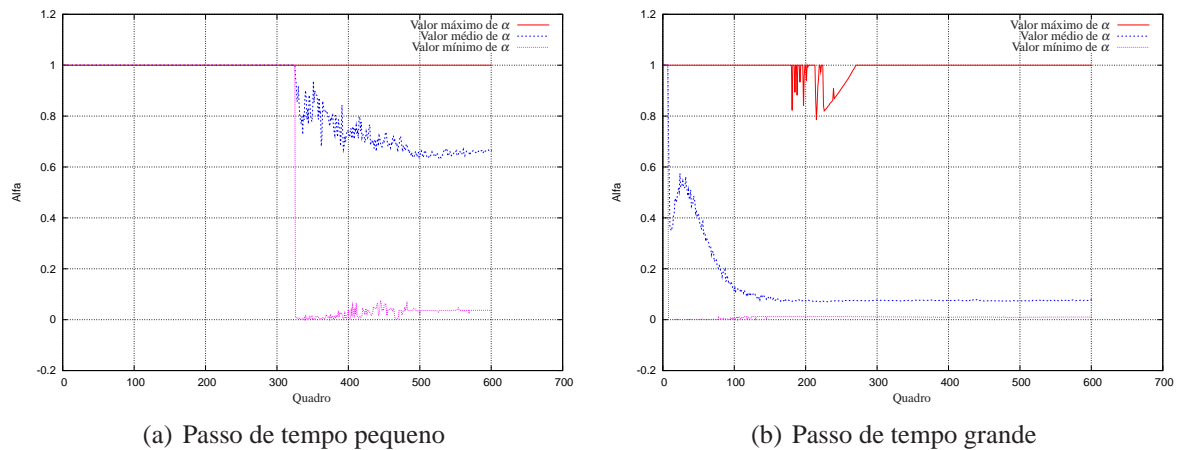 1.2
1
0.8
0.6
0.4
0.2
0
-0.2
Alfa
0 100 200 300 400 500 600 700
Quadro
Valor máximo de α
Valor médio de α
Valor mínimo de α
(a) Passo de tempo pequeno
1.2
1
0.8
0.6
0.4
0.2
0
-0.2
Alfa
0 100 200 300 400 500 600 700
Quadro
Valor máximo de α
Valor médio de α
Valor mínimo de α
(b) Passo de tempo grande